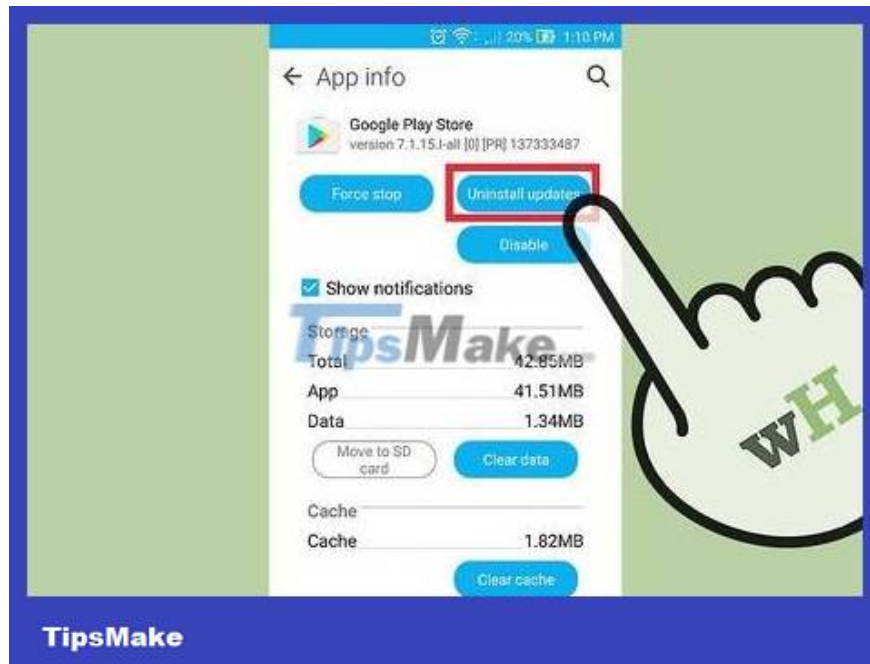 20% 1:10 PM
App info
Google Play Store
version 7.1.15.I-all [0] [PR] 137333487
Force stop
Uninstall updates
Disable
Show notifications
Storage
TipsMake
Total 42.85MB
App 41.51MB
Data 1.34MB
Move to SD
card
Clear data
wH
Cache
Cache 1.82MB
Clear cache
TipsMake